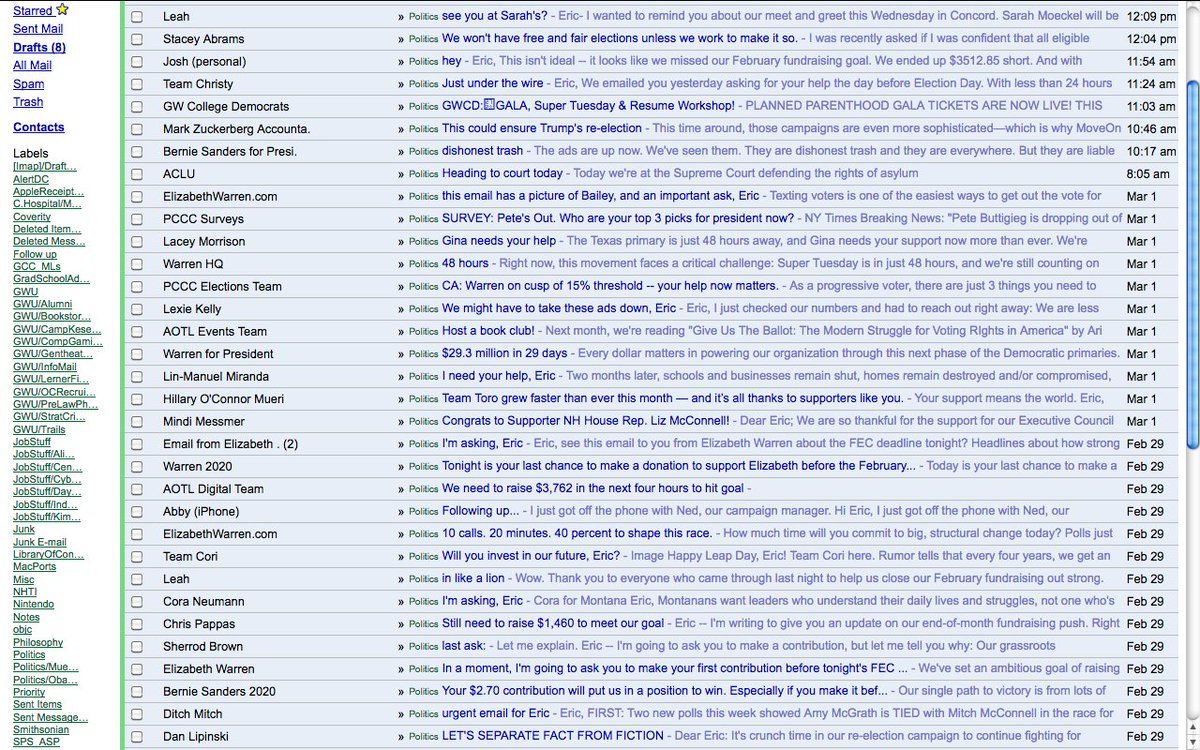 Starred
Sent Mail
Drafts (8)
All Mail
Spam
Trash
Contacts
Labels
[Imap]/Draft...
AlertDC
AppleReceipt...
C.Hospital/M...
Coverity
Deleted Item...
Deleted Mess...
Follow up
GCC_MLs
GradSchoolAd...
GWU
GWU/Alumni
GWU/Bookstor...
GWU/CampKese...
GWU/CompGami...
GWU/Gentheat...
GWU/InfoMail
GWU/LernerFi...
GWU/OCRecrui...
GWU/PreLawPh...
GWU/StratCri...
GWU/Trails
JobStuff
JobStuff/Ali...
JobStuff/Cen...
JobStuff/Cyb...
JobStuff/Day...
JobStuff/Ind...
JobStuff/Kim...
Junk
Junk E-mail
LibraryOfCon...
MacPorts
Misc
NHTI
Nintendo
Notes
objc
Philosophy
Politics
Politics/Mue...
Politics/Oba...
Priority
Sent Items
Sent Message...
Smithsonian
SPS_ASP
Leah » Politics see you at Sarah's? - Eric- I wanted to remind you about our meet and greet this Wednesday in Concord. Sarah Moeckel will be 12:09 pm
Stacey Abrams » Politics We won't have free and fair elections unless we work to make it so. - I was recently asked if I was confident that all eligible 12:04 pm
Josh (personal) » Politics hey - Eric, This isn't ideal -- it looks like we missed our February fundraising goal. We ended up $3512.85 short. And with 11:54 am
Team Christy » Politics Just under the wire - Eric, We emailed you yesterday asking for your help the day before Election Day. With less than 24 hours 11:24 am
GW College Democrats » Politics GWCD: GALA, Super Tuesday & Resume Workshop! - PLANNED PARENTHOOD GALA TICKETS ARE NOW LIVE! THIS 11:03 am
Mark Zuckerberg Accounta. » Politics This could ensure Trump's re-election - This time around, those campaigns are even more sophisticated—which is why MoveOn 10:46 am
Bernie Sanders for Presi. » Politics dishonest trash - The ads are up now. We've seen them. They are dishonest trash and they are everywhere. But they are liable 10:17 am
ACLU » Politics Heading to court today - Today we're at the Supreme Court defending the rights of asylum 8:05 am
ElizabethWarren.com » Politics this email has a picture of Bailey, and an important ask, Eric - Texting voters is one of the easiest ways to get out the vote for Mar 1
PCCC Surveys » Politics SURVEY: Pete's Out. Who are your top 3 picks for president now? - NY Times Breaking News: "Pete Buttigieg is dropping out of Mar 1
Lacey Morrison » Politics Gina needs your help - The Texas primary is just 48 hours away, and Gina needs your support now more than ever. We're Mar 1
Warren HQ » Politics 48 hours - Right now, this movement faces a critical challenge: Super Tuesday is in just 48 hours, and we're still counting on Mar 1
PCCC Elections Team » Politics CA: Warren on cusp of 15% threshold -- your help now matters. - As a progressive voter, there are just 3 things you need to Mar 1
Lexie Kelly » Politics We might have to take these ads down, Eric - Eric, I just checked our numbers and had to reach out right away: We are less Mar 1
AOTL Events Team » Politics Host a book club! - Next month, we're reading "Give Us The Ballot: The Modern Struggle for Voting RIghts in America" by Ari Mar 1
Warren for President » Politics $29.3 million in 29 days - Every dollar matters in powering our organization through this next phase of the Democratic primaries. Mar 1
Lin-Manuel Miranda » Politics I need your help, Eric - Two months later, schools and businesses remain shut, homes remain destroyed and/or compromised, Mar 1
Hillary O'Connor Mueri » Politics Team Toro grew faster than ever this month — and it's all thanks to supporters like you. - Your support means the world. Eric, Mar 1
Mindi Messmer » Politics Congrats to Supporter NH House Rep. Liz McConnell! - Dear Eric; We are so thankful for the support for our Executive Council Mar 1
Email from Elizabeth . (2) » Politics I'm asking, Eric - Eric, see this email to you from Elizabeth Warren about the FEC deadline tonight? Headlines about how strong Feb 29
Warren 2020 » Politics Tonight is your last chance to make a donation to support Elizabeth before the February... - Today is your last chance to make a Feb 29
AOTL Digital Team » Politics We need to raise $3,762 in the next four hours to hit goal - Feb 29
Abby (iPhone) » Politics Following up... - I just got off the phone with Ned, our campaign manager. Hi Eric, I just got off the phone with Ned, our Feb 29
ElizabethWarren.com » Politics 10 calls. 20 minutes. 40 percent to shape this race. - How much time will you commit to big, structural change today? Polls just Feb 29
Team Cori » Politics Will you invest in our future, Eric? - Image Happy Leap Day, Eric! Team Cori here. Rumor tells that every four years, we get an Feb 29
Leah » Politics in like a lion - Wow. Thank you to everyone who came through last night to help us close our February fundraising out strong. Feb 29
Cora Neumann » Politics I'm asking, Eric - Cora for Montana Eric, Montanans want leaders who understand their daily lives and struggles, not one who's Feb 29
Chris Pappas » Politics Still need to raise $1,460 to meet our goal - Eric -- I'm writing to give you an update on our end-of-month fundraising push. Right Feb 29
Sherrod Brown » Politics last ask: - Let me explain. Eric -- I'm going to ask you to make a contribution, but let me tell you why: Our grassroots Feb 29
Elizabeth Warren » Politics In a moment, I'm going to ask you to make your first contribution before tonight's FEC ... - We've set an ambitious goal of raising Feb 29
Bernie Sanders 2020 » Politics Your $2.70 contribution will put us in a position to win. Especially if you make it bef... - Our single path to victory is from lots of Feb 29
Ditch Mitch » Politics urgent email for Eric - Eric, FIRST: Two new polls this week showed Amy McGrath is TIED with Mitch McConnell in the race for Feb 29
Dan Lipinski » Politics LET'S SEPARATE FACT FROM FICTION - Dear Eric: It's crunch time in our re-election campaign to continue fighting for Feb 29